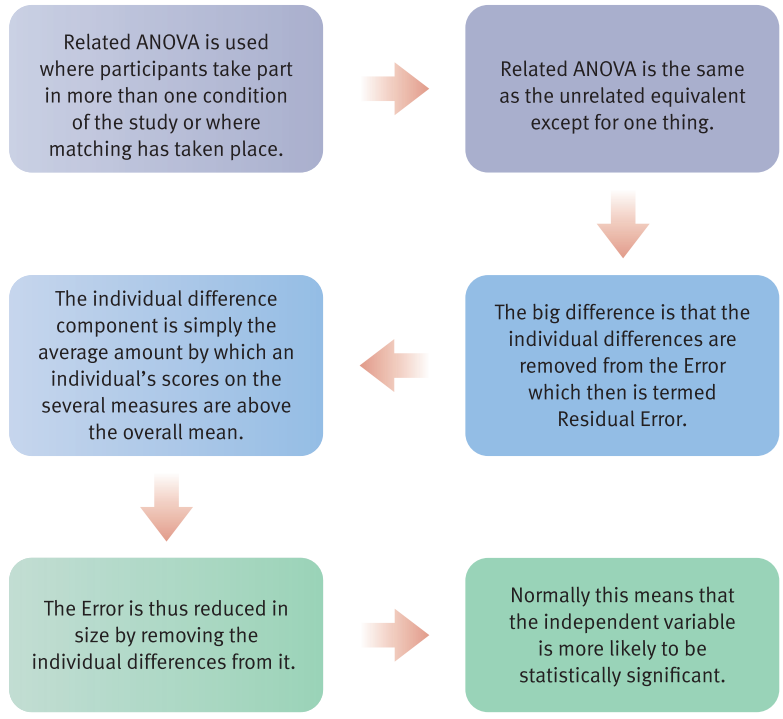 Related ANOVA is used
where participants take part
in more than one condition
of the study or where
matching has taken place.
Related ANOVA is the same
as the unrelated equivalent
except for one thing.
The big difference is that the
individual differences are
removed from the Error
which then is termed
Residual Error.
The individual difference
component is simply the
average amount by which an
individual's scores on the
several measures are above
the overall mean.
The Error is thus reduced in
size by removing the
individual differences from it.
Normally this means that
the independent variable
is more likely to be
statistically significant.